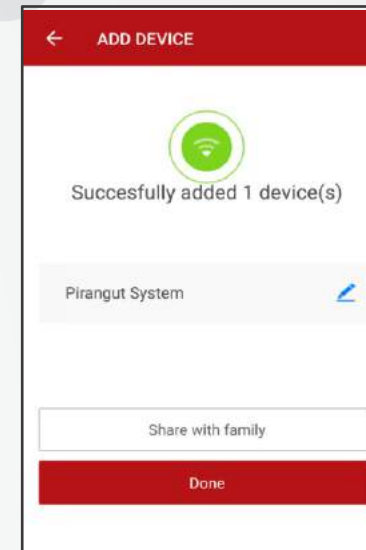 ADD DEVICE
Succesfully added 1 device(s)
Pirangut System
Share with family
Done